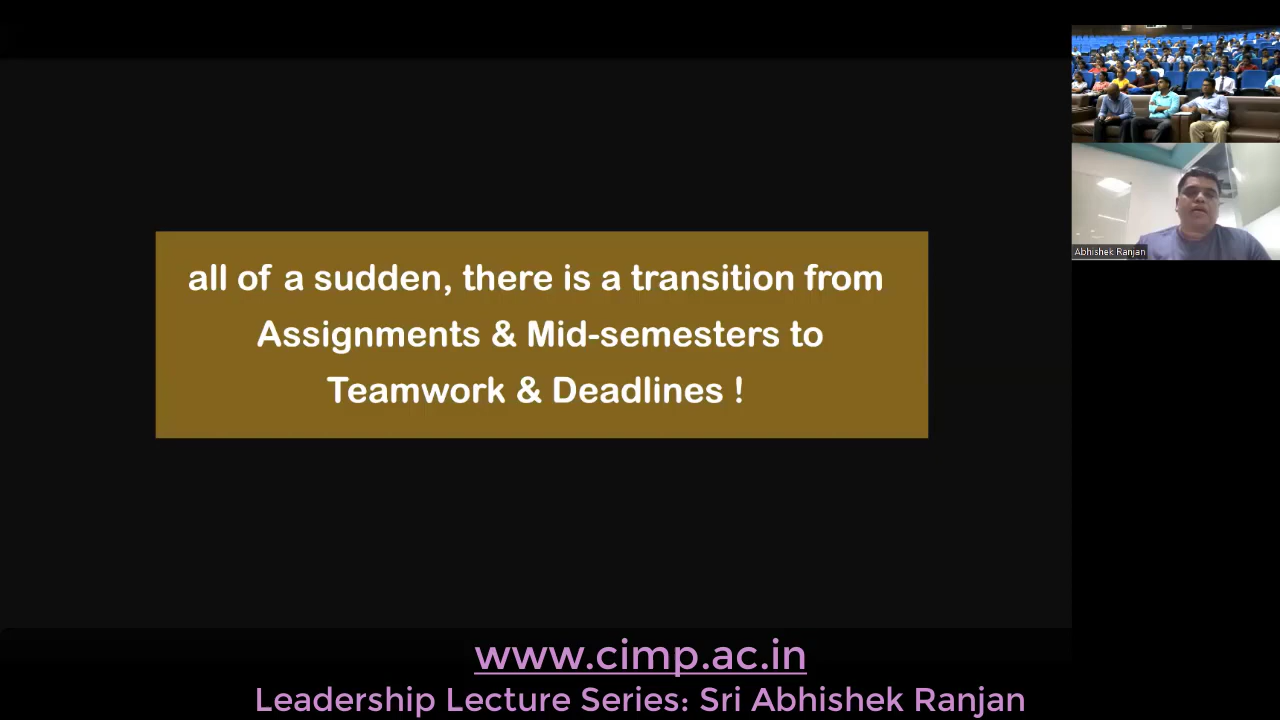 all of a sudden, there is a transition from
Assignments & Mid-semesters to
Teamwork & Deadlines !
Abhishek Ranjan
www.cimp.ac.in
Leadership Lecture Series: Sri Abhishek Ranjan